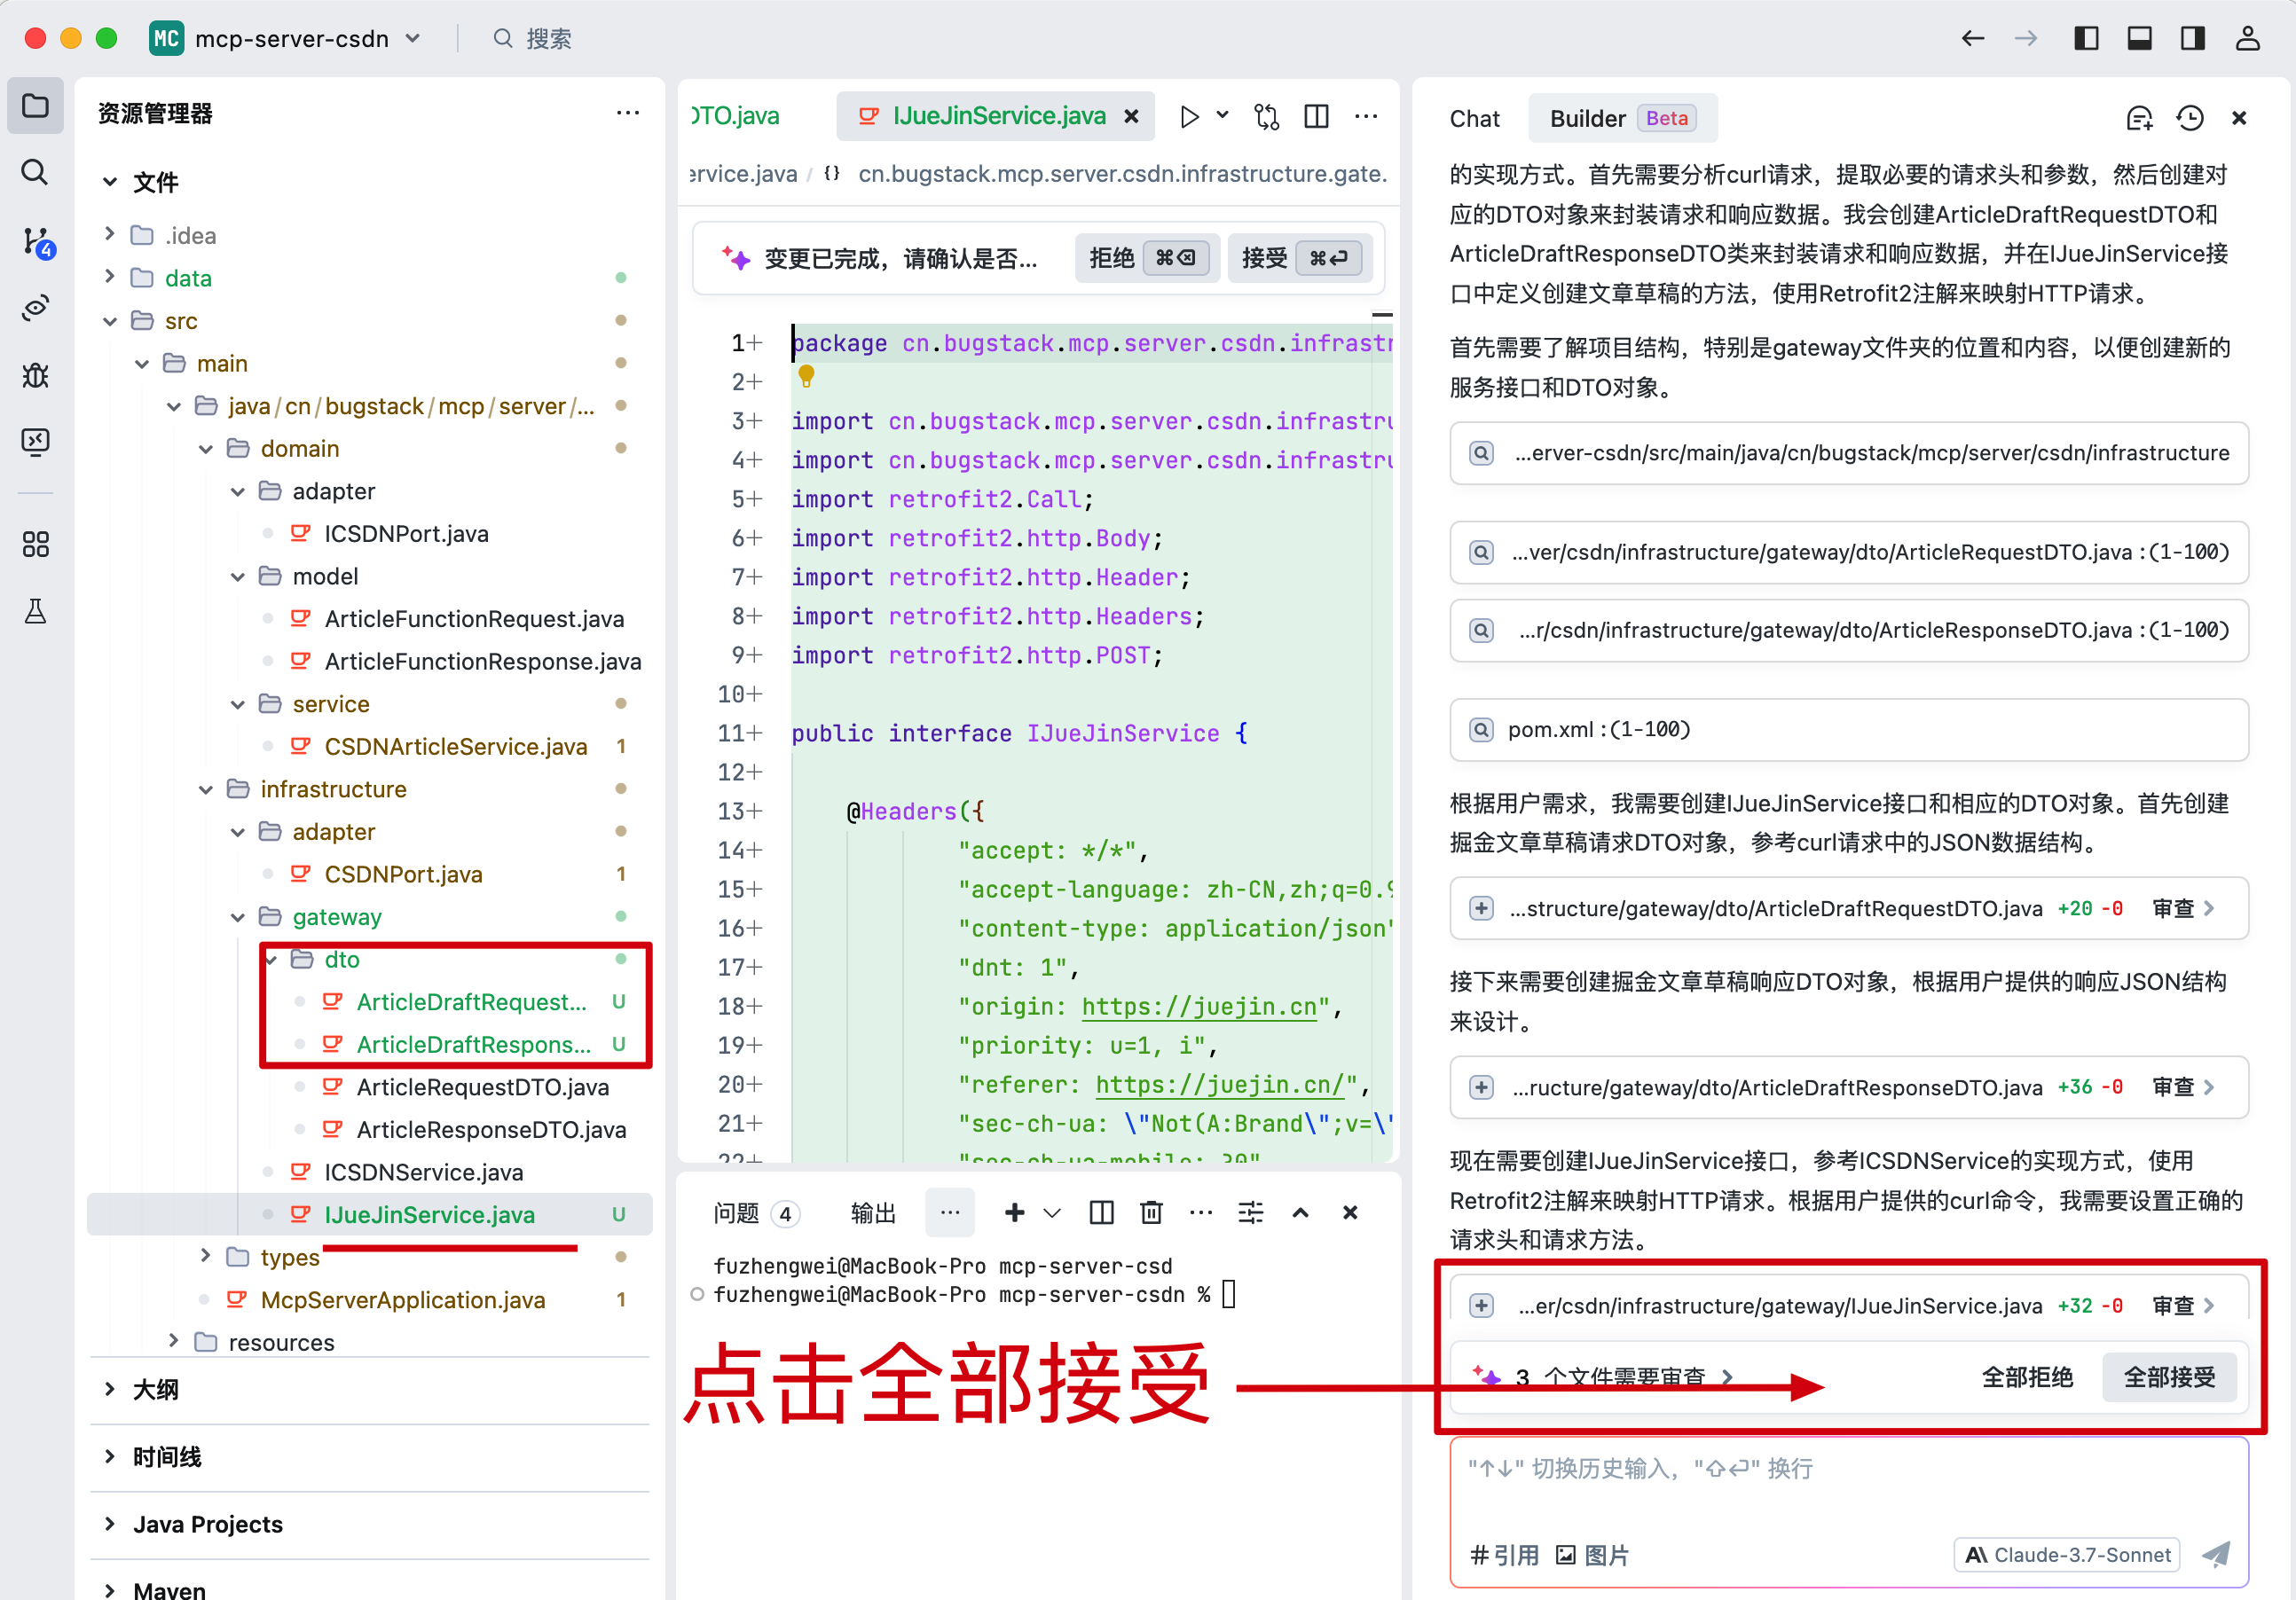 MC mcp-server-csdn 搜索
资源管理器
文件
.idea
data
src
main
java/cn/bugstack/mcp/server/...
domain
adapter
ICSDNPort.java
model
ArticleFunctionRequest.java
ArticleFunctionResponse.java
service
CSDNArticleService.java 1
infrastructure
adapter
CSDNPort.java 1
gateway
dto
ArticleDraftRequest... U
ArticleDraftRespons... U
ArticleRequestDTO.java
ArticleResponseDTO.java
ICSDNService.java
IJueJinService.java U
types
McpServerApplication.java 1
resources
大纲
时间线
Java Projects
Maven
4
DTO.java IJueJinService.java
ervice.java / {} cn.bugstack.mcp.server.csdn.infrastructure.gate.
变更已完成，请确认是否... 拒绝 ⌘⌫ 接受 ⌘↩
1+ package cn.bugstack.mcp.server.csdn.infrastr
2+
3+ import cn.bugstack.mcp.server.csdn.infrastru
4+ import cn.bugstack.mcp.server.csdn.infrastru
5+ import retrofit2.Call;
6+ import retrofit2.http.Body;
7+ import retrofit2.http.Header;
8+ import retrofit2.http.Headers;
9+ import retrofit2.http.POST;
10+
11+ public interface IJueJinService {
12+
13+ @Headers({
14+ "accept: */*",
15+ "accept-language: zh-CN,zh;q=0.9
16+ "content-type: application/json"
17+ "dnt: 1",
18+ "origin: https://juejin.cn",
19+ "priority: u=1, i",
20+ "referer: https://juejin.cn/",
21+ "sec-ch-ua: \"Not(A:Brand\";v=\"
22+ "sec-ch-ua-mobile: ?0"
问题 4 输出 ...
fuzhengwei@MacBook-Pro mcp-server-csd
fuzhengwei@MacBook-Pro mcp-server-csdn %
点击全部接受
Chat Builder Beta
的实现方式。首先需要分析curl请求，提取必要的请求头和参数，然后创建对
应的DTO对象来封装请求和响应数据。我会创建ArticleDraftRequestDTO和
ArticleDraftResponseDTO类来封装请求和响应数据，并在IJueJinService接
口中定义创建文章草稿的方法，使用Retrofit2注解来映射HTTP请求。
首先需要了解项目结构，特别是gateway文件夹的位置和内容，以便创建新的
服务接口和DTO对象。
...erver-csdn/src/main/java/cn/bugstack/mcp/server/csdn/infrastructure
...ver/csdn/infrastructure/gateway/dto/ArticleRequestDTO.java :(1-100)
...r/csdn/infrastructure/gateway/dto/ArticleResponseDTO.java :(1-100)
pom.xml :(1-100)
根据用户需求，我需要创建IJueJinService接口和相应的DTO对象。首先创建
掘金文章草稿请求DTO对象，参考curl请求中的JSON数据结构。
...structure/gateway/dto/ArticleDraftRequestDTO.java +20 -0 审查
接下来需要创建掘金文章草稿响应DTO对象，根据用户提供的响应JSON结构
来设计。
...ructure/gateway/dto/ArticleDraftResponseDTO.java +36 -0 审查
现在需要创建IJueJinService接口，参考ICSDNService的实现方式，使用
Retrofit2注解来映射HTTP请求。根据用户提供的curl命令，我需要设置正确的
请求头和请求方法。
...er/csdn/infrastructure/gateway/IJueJinService.java +32 -0 审查
3 个文件需要审查 全部拒绝 全部接受
"↑↓" 切换历史输入，"⇧↩" 换行
#引用 图片 Claude-3.7-Sonnet